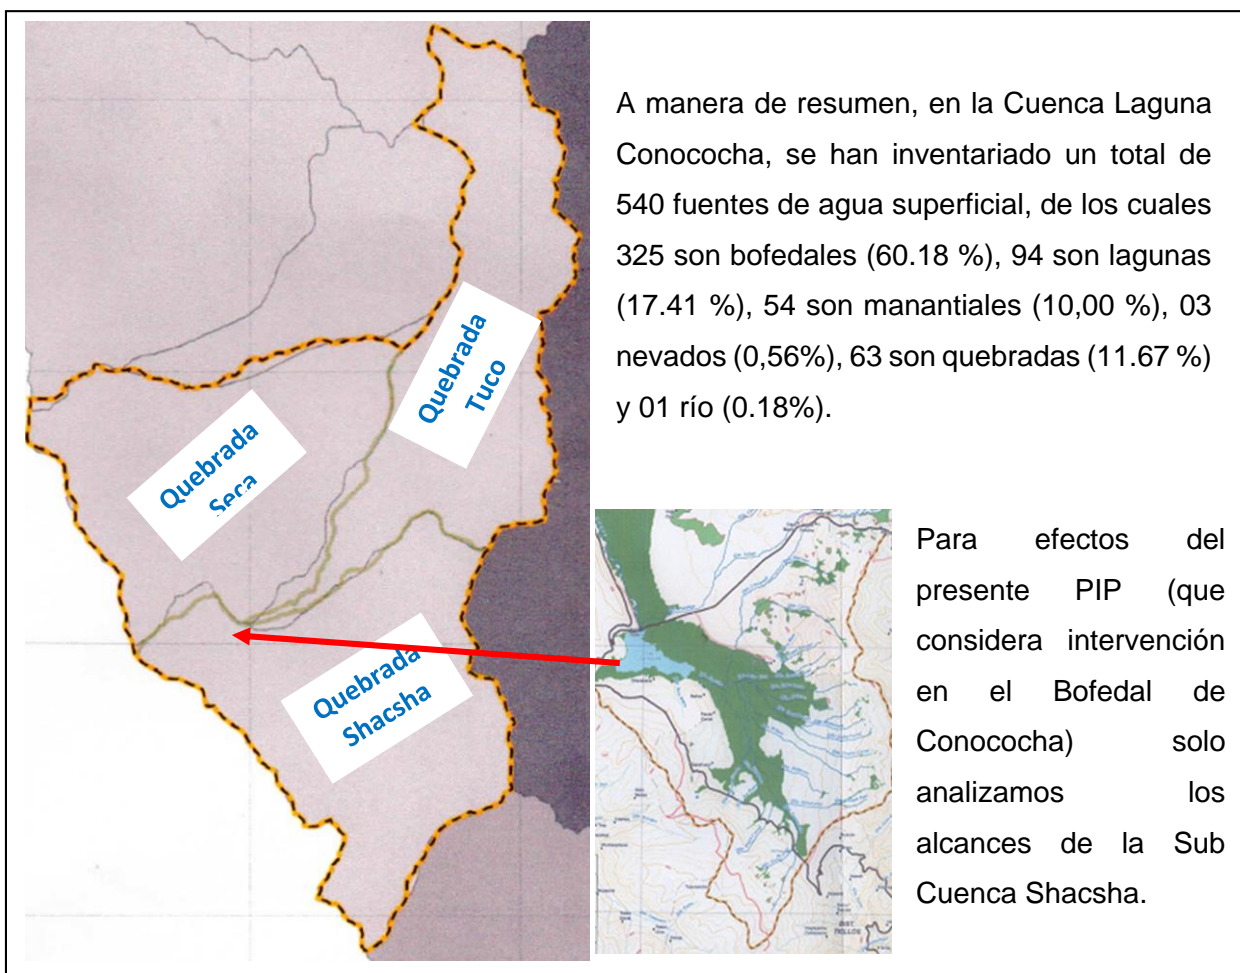 A manera de resumen, en la Cuenca Laguna
Conococha, se han inventariado un total de
540 fuentes de agua superficial, de los cuales
325 son bofedales (60.18 %), 94 son lagunas
(17.41 %), 54 son manantiales (10,00 %), 03
nevados (0,56%), 63 son quebradas (11.67 %)
y 01 río (0.18%).
Quebrada
Tuco
Quebrada
Seca
Quebrada
Shacsha
Para efectos del
presente PIP (que
considera intervención
en el Bofedal de
Conococha) solo
analizamos los
alcances de la Sub
Cuenca Shacsha.